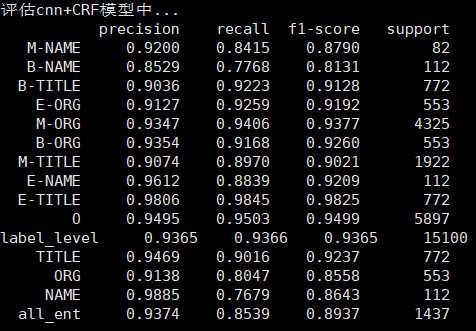 评估cnn+CRF模型中...
precision recall f1-score support
M-NAME 0.9200 0.8415 0.8790 82
B-NAME 0.8529 0.7768 0.8131 112
B-TITLE 0.9036 0.9223 0.9128 772
E-ORG 0.9127 0.9259 0.9192 553
M-ORG 0.9347 0.9406 0.9377 4325
B-ORG 0.9354 0.9168 0.9260 553
M-TITLE 0.9074 0.8970 0.9021 1922
E-NAME 0.9612 0.8839 0.9209 112
E-TITLE 0.9806 0.9845 0.9825 772
O 0.9495 0.9503 0.9499 5897
label_level 0.9365 0.9366 0.9365 15100
TITLE 0.9469 0.9016 0.9237 772
ORG 0.9138 0.8047 0.8558 553
NAME 0.9885 0.7679 0.8643 112
all_ent 0.9374 0.8539 0.8937 1437